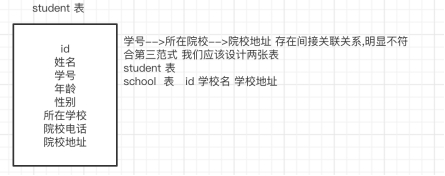 student 表
id
姓名
学号
年龄
性别
所在学校
院校电话
院校地址
学号-->所在院校-->院校地址 存在间接关联关系,明显不符
合第三范式 我们应该设计两张表
student 表
school 表 id 学校名 学校地址